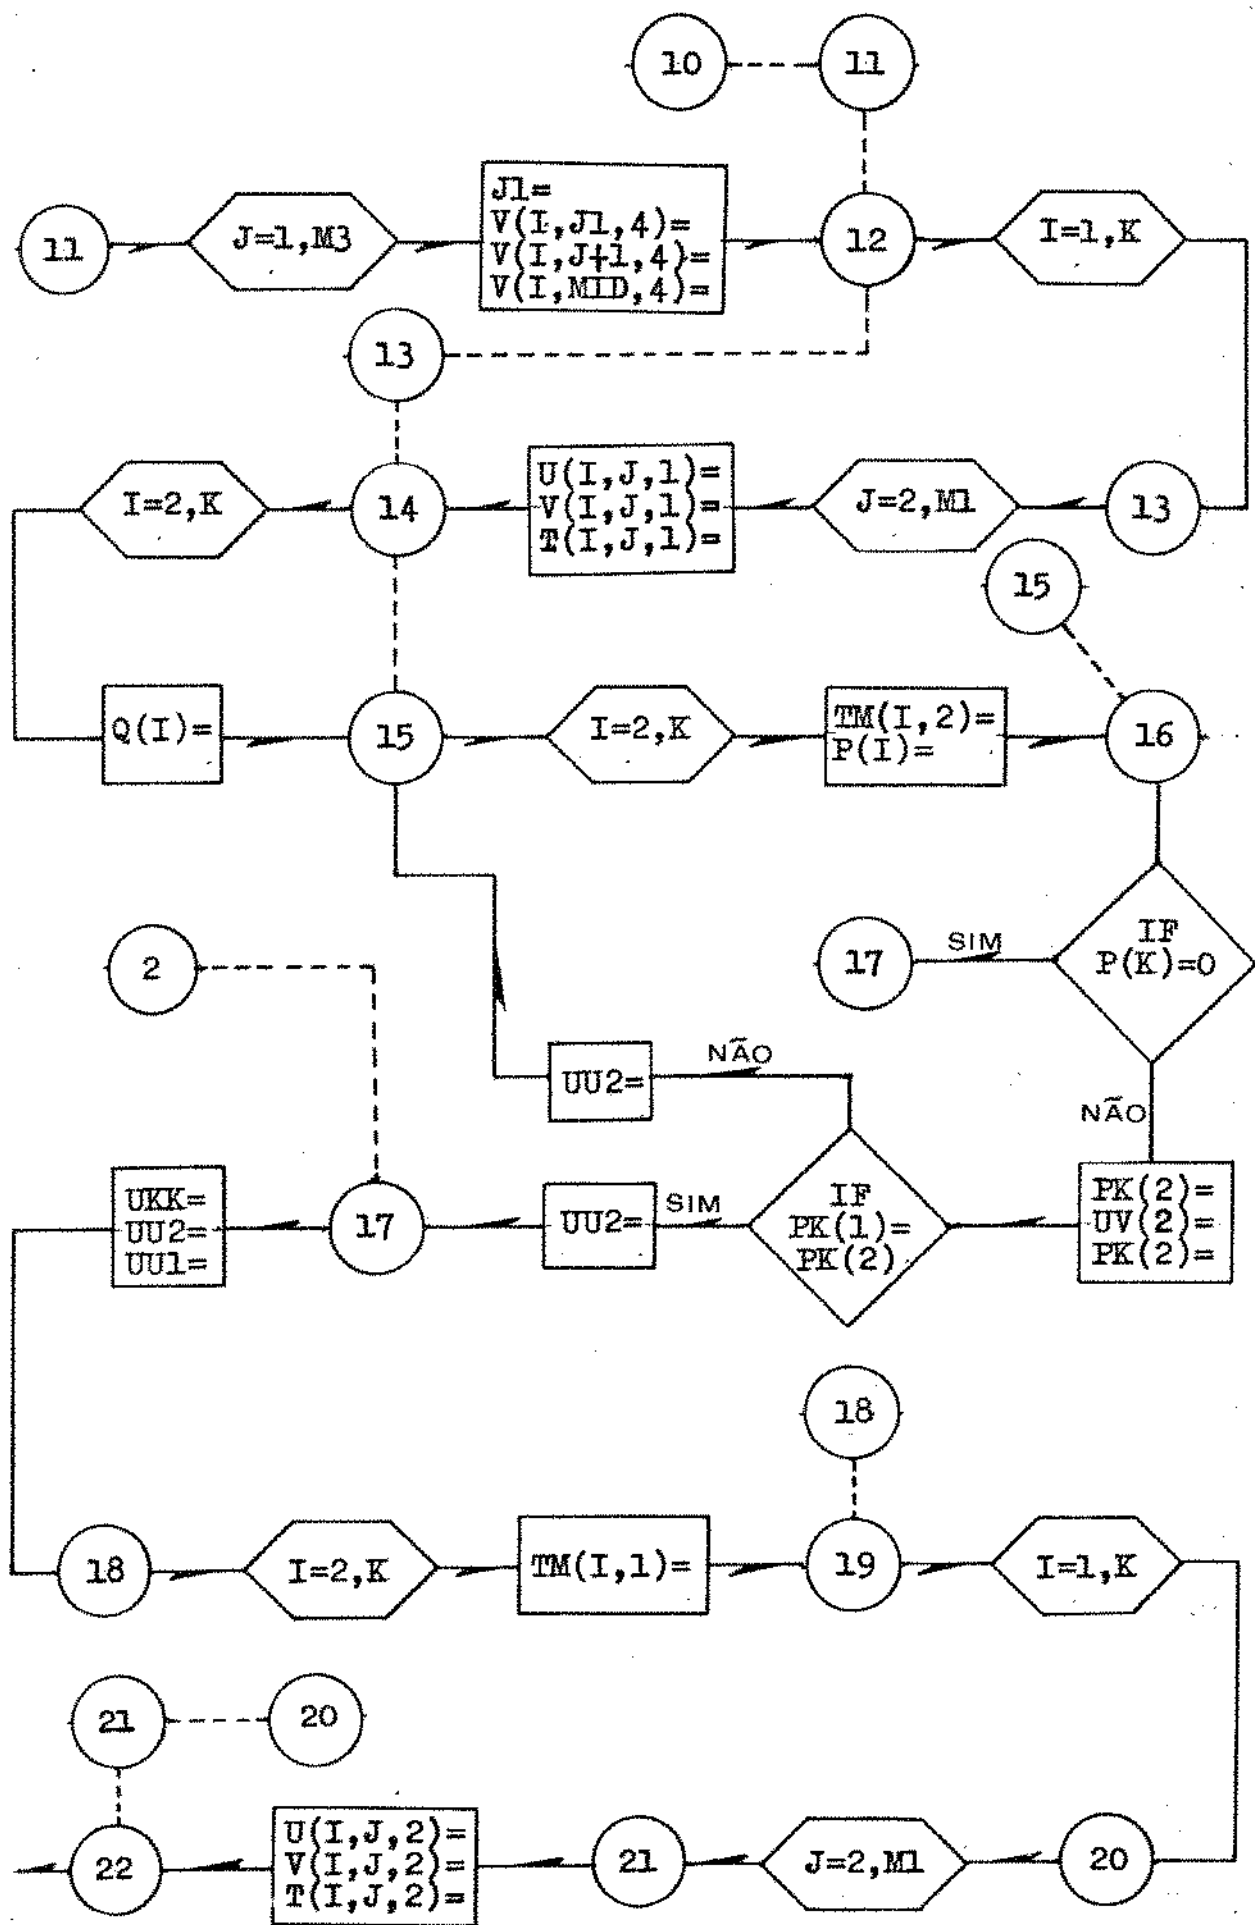 10
11
11
J=1,M3
J1=
V(I,J1,4)=
V(I,J+1,4)=
V(I,MID,4)=
12
I=1,K
13
I=2,K
14
U(I,J,1)=
V(I,J,1)=
T(I,J,1)=
J=2,M1
13
15
Q(I)=
15
I=2,K
TM(I,2)=
P(I)=
16
2
17
SIM
IF
P(K)=0
UU2=
NÃO
NÃO
UKK=
UU2=
UU1=
17
UU2=
SIM
IF
PK(1)=
PK(2)
PK(2)=
UV(2)=
PK(2)=
18
18
I=2,K
TM(I,1)=
19
I=1,K
21
20
22
U(I,J,2)=
V(I,J,2)=
T(I,J,2)=
21
J=2,M1
20